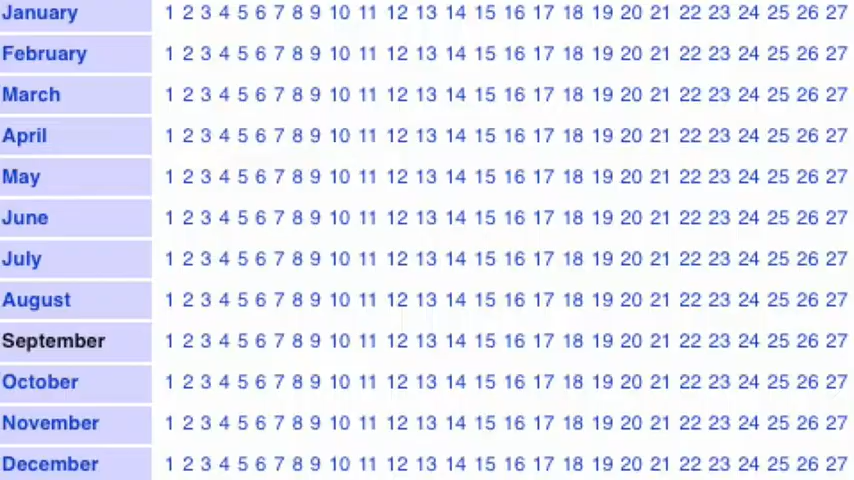 January 1 2 3 4 5 6 7 8 9 10 11 12 13 14 15 16 17 18 19 20 21 22 23 24 25 26 27
February 1 2 3 4 5 6 7 8 9 10 11 12 13 14 15 16 17 18 19 20 21 22 23 24 25 26 27
March 1 2 3 4 5 6 7 8 9 10 11 12 13 14 15 16 17 18 19 20 21 22 23 24 25 26 27
April 1 2 3 4 5 6 7 8 9 10 11 12 13 14 15 16 17 18 19 20 21 22 23 24 25 26 27
May 1 2 3 4 5 6 7 8 9 10 11 12 13 14 15 16 17 18 19 20 21 22 23 24 25 26 27
June 1 2 3 4 5 6 7 8 9 10 11 12 13 14 15 16 17 18 19 20 21 22 23 24 25 26 27
July 1 2 3 4 5 6 7 8 9 10 11 12 13 14 15 16 17 18 19 20 21 22 23 24 25 26 27
August 1 2 3 4 5 6 7 8 9 10 11 12 13 14 15 16 17 18 19 20 21 22 23 24 25 26 27
September 1 2 3 4 5 6 7 8 9 10 11 12 13 14 15 16 17 18 19 20 21 22 23 24 25 26 27
October 1 2 3 4 5 6 7 8 9 10 11 12 13 14 15 16 17 18 19 20 21 22 23 24 25 26 27
November 1 2 3 4 5 6 7 8 9 10 11 12 13 14 15 16 17 18 19 20 21 22 23 24 25 26 27
December 1 2 3 4 5 6 7 8 9 10 11 12 13 14 15 16 17 18 19 20 21 22 23 24 25 26 27